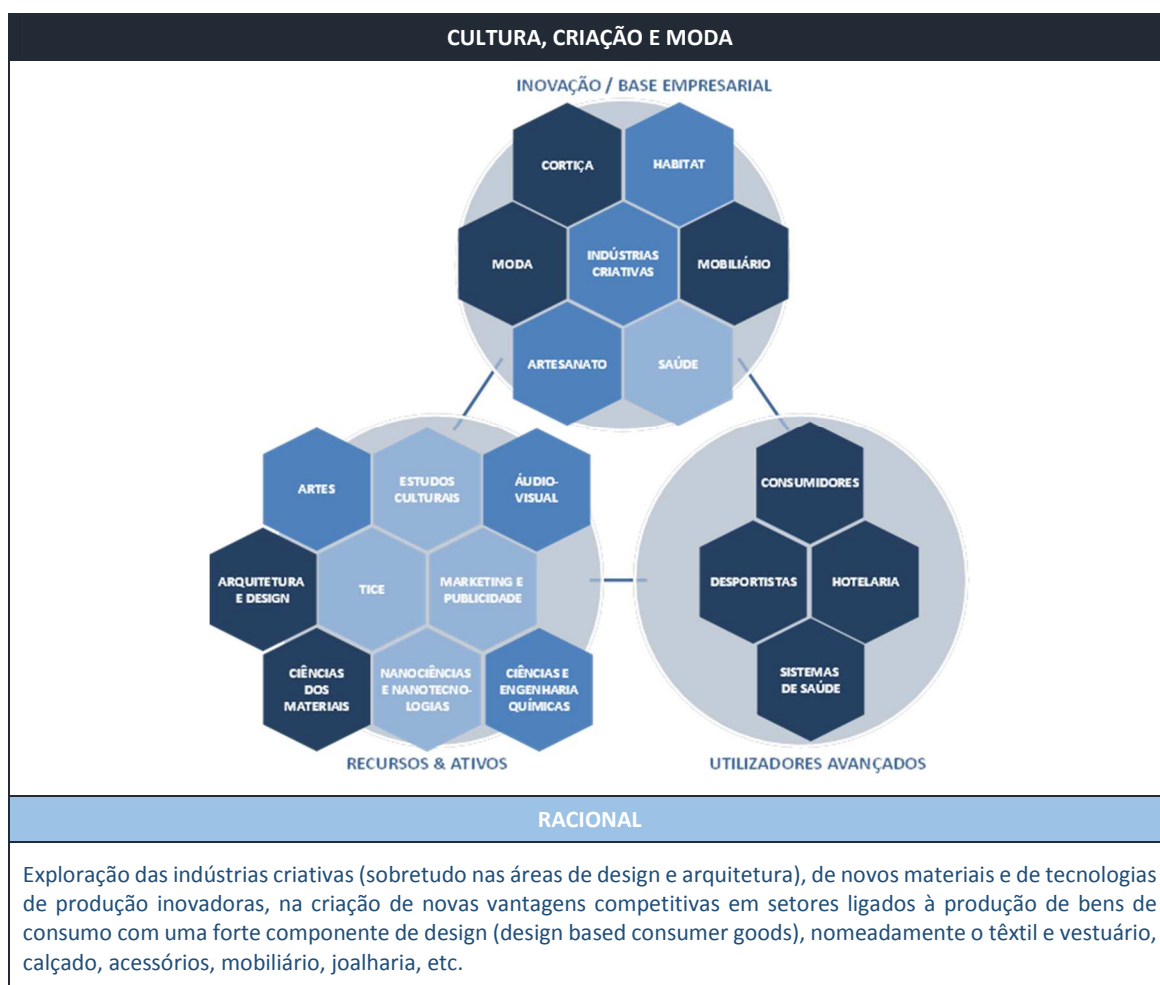 CULTURA, CRIAÇÃO E MODA
INOVAÇÃO / BASE EMPRESARIAL
CORTIÇA
HABITAT
MODA
INDÚSTRIAS
CRIATIVAS
MOBILIÁRIO
ARTESANATO
SAÚDE
ARTES
ESTUDOS
CULTURAIS
ÁUDIO-
VISUAL
ARQUITETURA
E DESIGN
TICE
MARKETING E
PUBLICIDADE
CIÊNCIAS
DOS
MATERIAIS
NANOCIÊNCIAS
E NANOTECNO-
LOGIAS
CIÊNCIAS E
ENGENHARIA
QUÍMICAS
RECURSOS & ATIVOS
CONSUMIDORES
DESPORTISTAS
HOTELARIA
SISTEMAS
DE SAÚDE
UTILIZADORES AVANÇADOS
RACIONAL
Exploração das indústrias criativas (sobretudo nas áreas de design e arquitetura), de novos materiais e de tecnologias
de produção inovadoras, na criação de novas vantagens competitivas em setores ligados à produção de bens de
consumo com uma forte componente de design (design based consumer goods), nomeadamente o têxtil e vestuário,
calçado, acessórios, mobiliário, joalharia, etc.